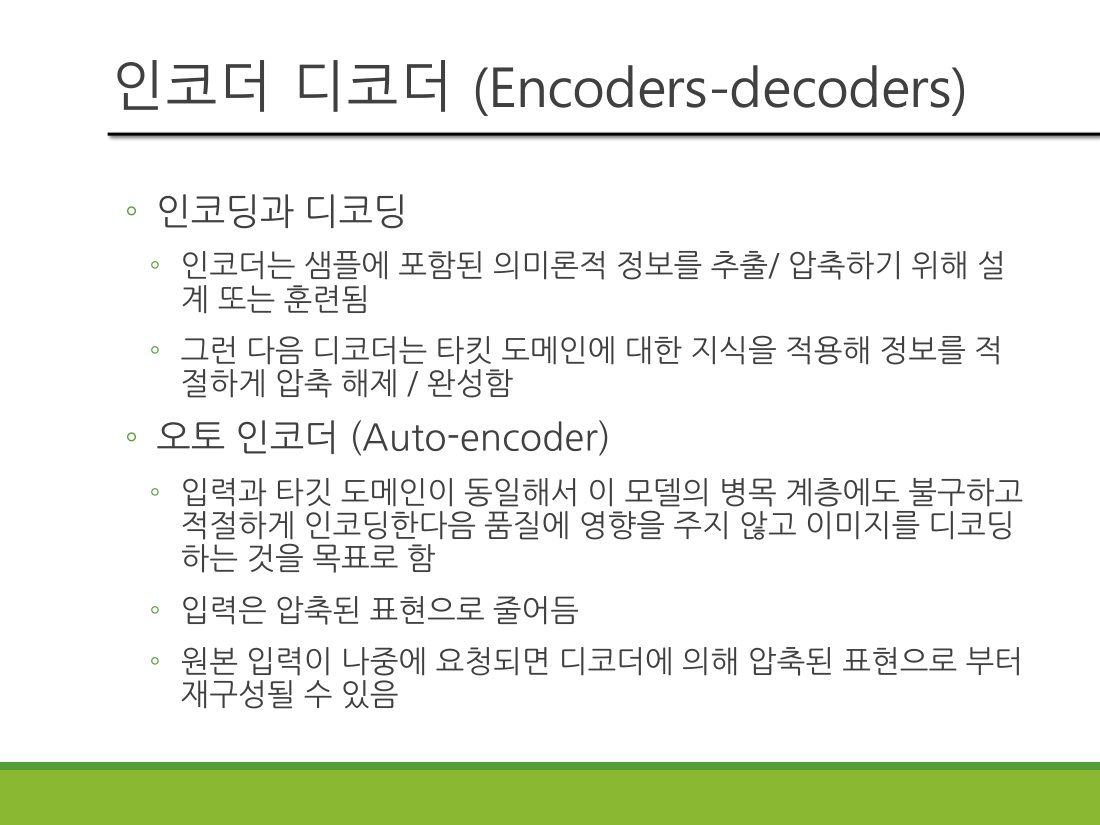 인코더 디코더 (Encoders-decoders)
◦ 인코딩과 디코딩
◦ 인코더는 샘플에 포함된 의미론적 정보를 추출/ 압축하기 위해 설
계 또는 훈련됨
◦ 그런 다음 디코더는 타킷 도메인에 대한 지식을 적용해 정보를 적
절하게 압축 해제 / 완성함
◦ 오토 인코더 (Auto-encoder)
◦ 입력과 타깃 도메인이 동일해서 이 모델의 병목 계층에도 불구하고
적절하게 인코딩한다음 품질에 영향을 주지 않고 이미지를 디코딩
하는 것을 목표로 함
◦ 입력은 압축된 표현으로 줄어듬
◦ 원본 입력이 나중에 요청되면 디코더에 의해 압축된 표현으로 부터
재구성될 수 있음